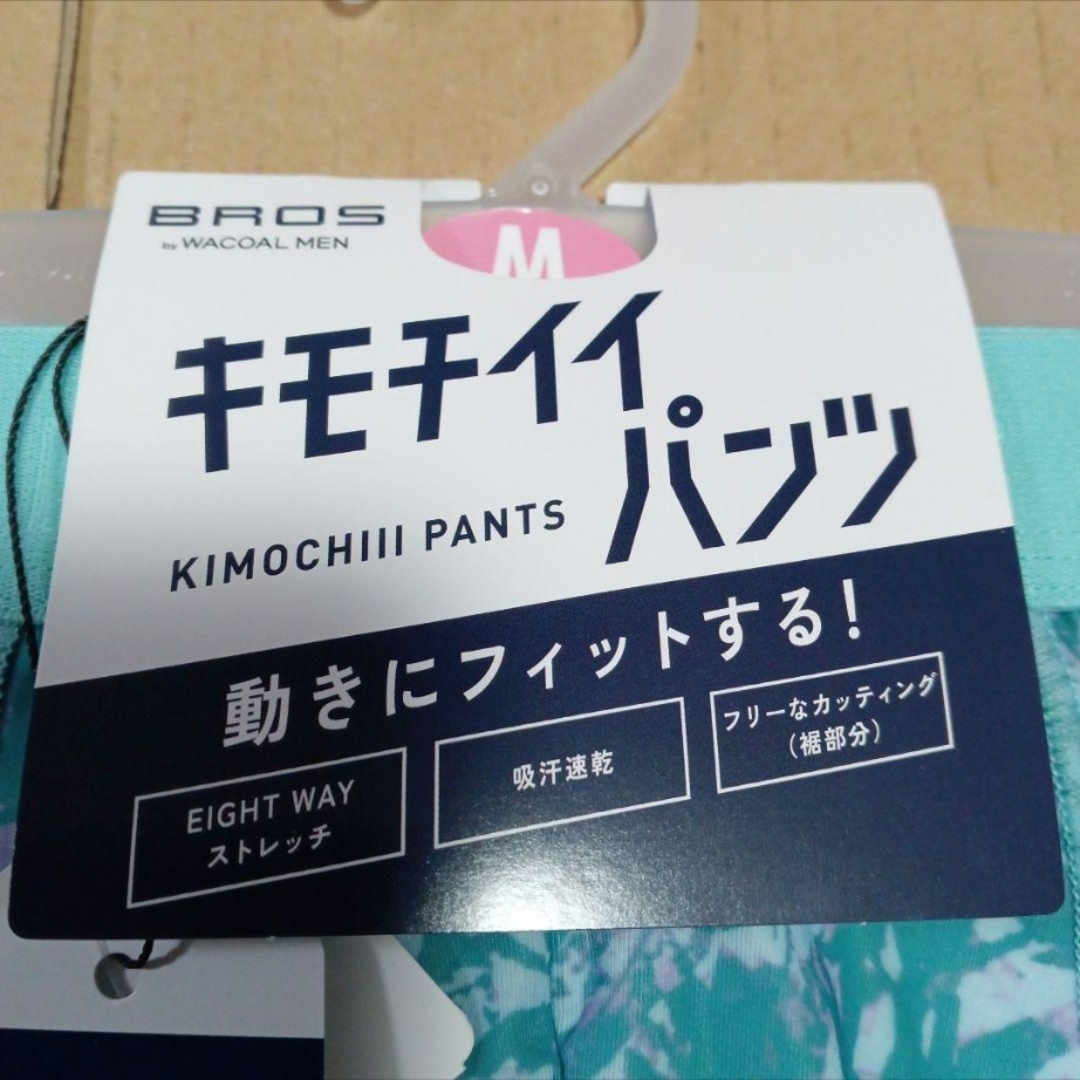 BROS
by WACOAL MEN
M
キモチイイ
パンツ
KIMOCHIII PANTS
動きにフィットする!
EIGHT WAY
ストレッチ
吸汗速乾
フリーなカッティング
(裾部分)